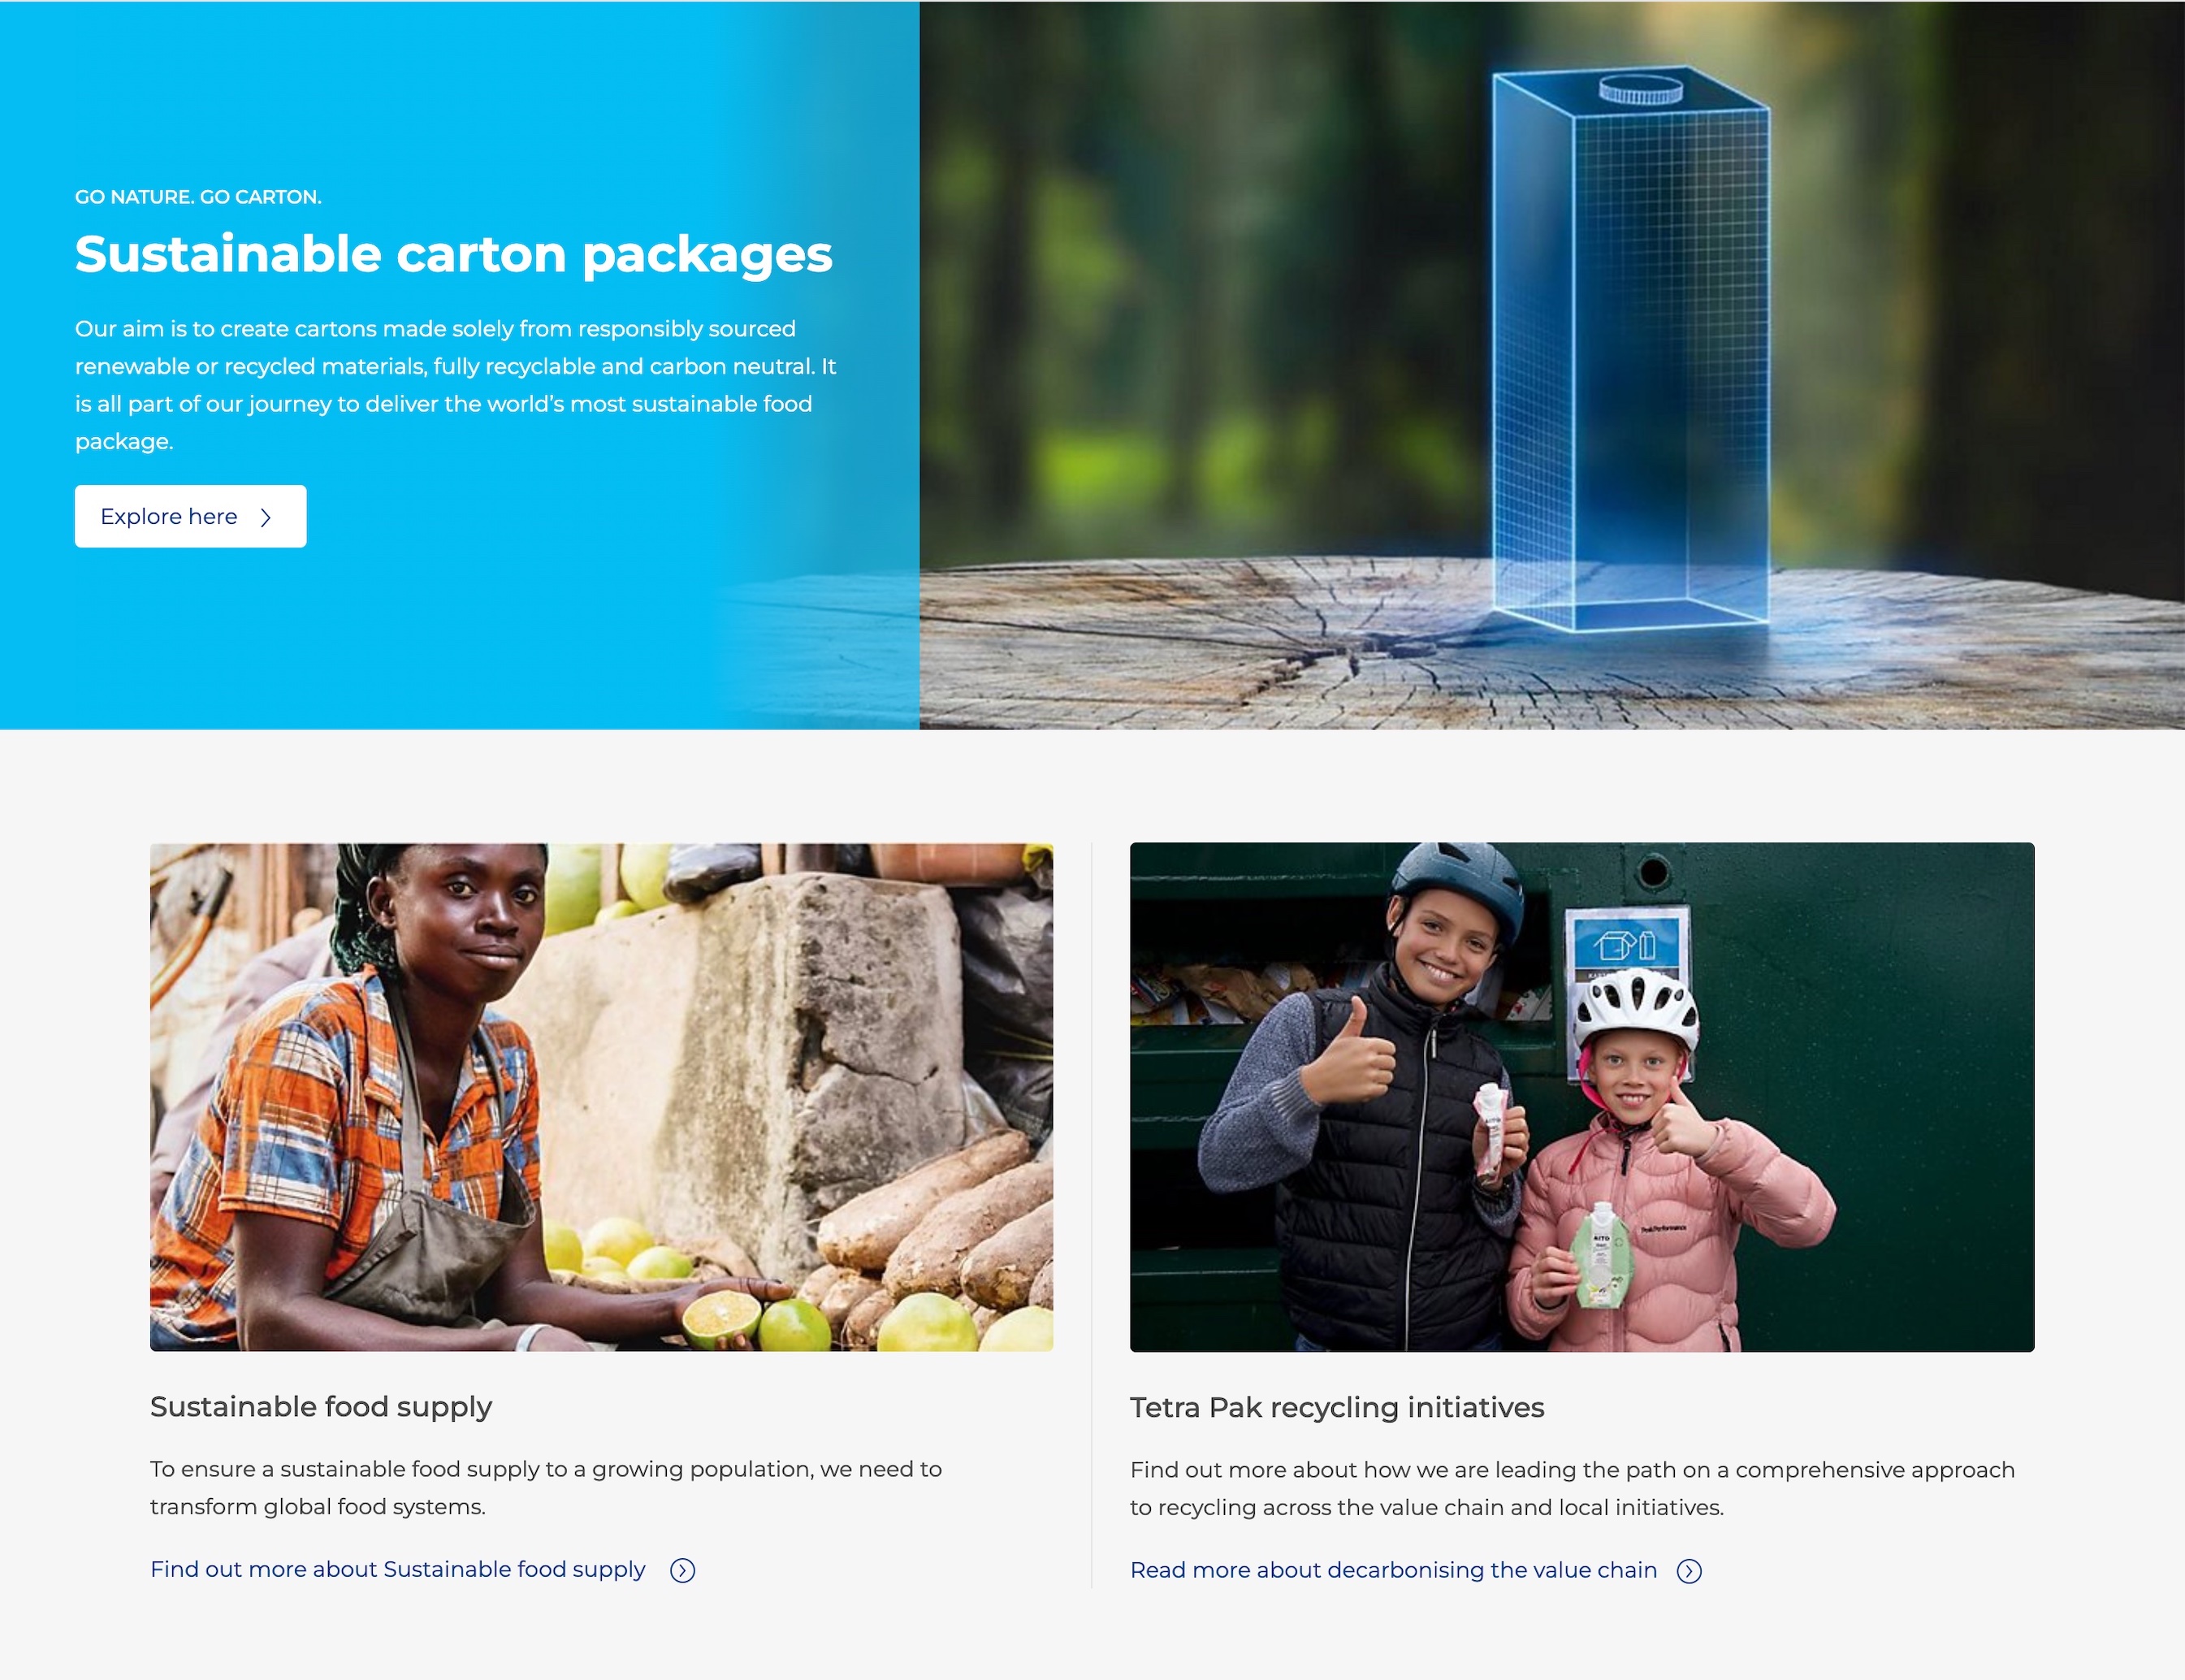 GO NATURE. GO CARTON.
Sustainable carton packages
Our aim is to create cartons made solely from responsibly sourced
renewable or recycled materials, fully recyclable and carbon neutral. It
is all part of our journey to deliver the world's most sustainable food
package.
Explore here
AITO
Peak Performance
Sustainable food supply
To ensure a sustainable food supply to a growing population, we need to
transform global food systems.
Find out more about Sustainable food supply
Tetra Pak recycling initiatives
Find out more about how we are leading the path on a comprehensive approach
to recycling across the value chain and local initiatives.
Read more about decarbonising the value chain